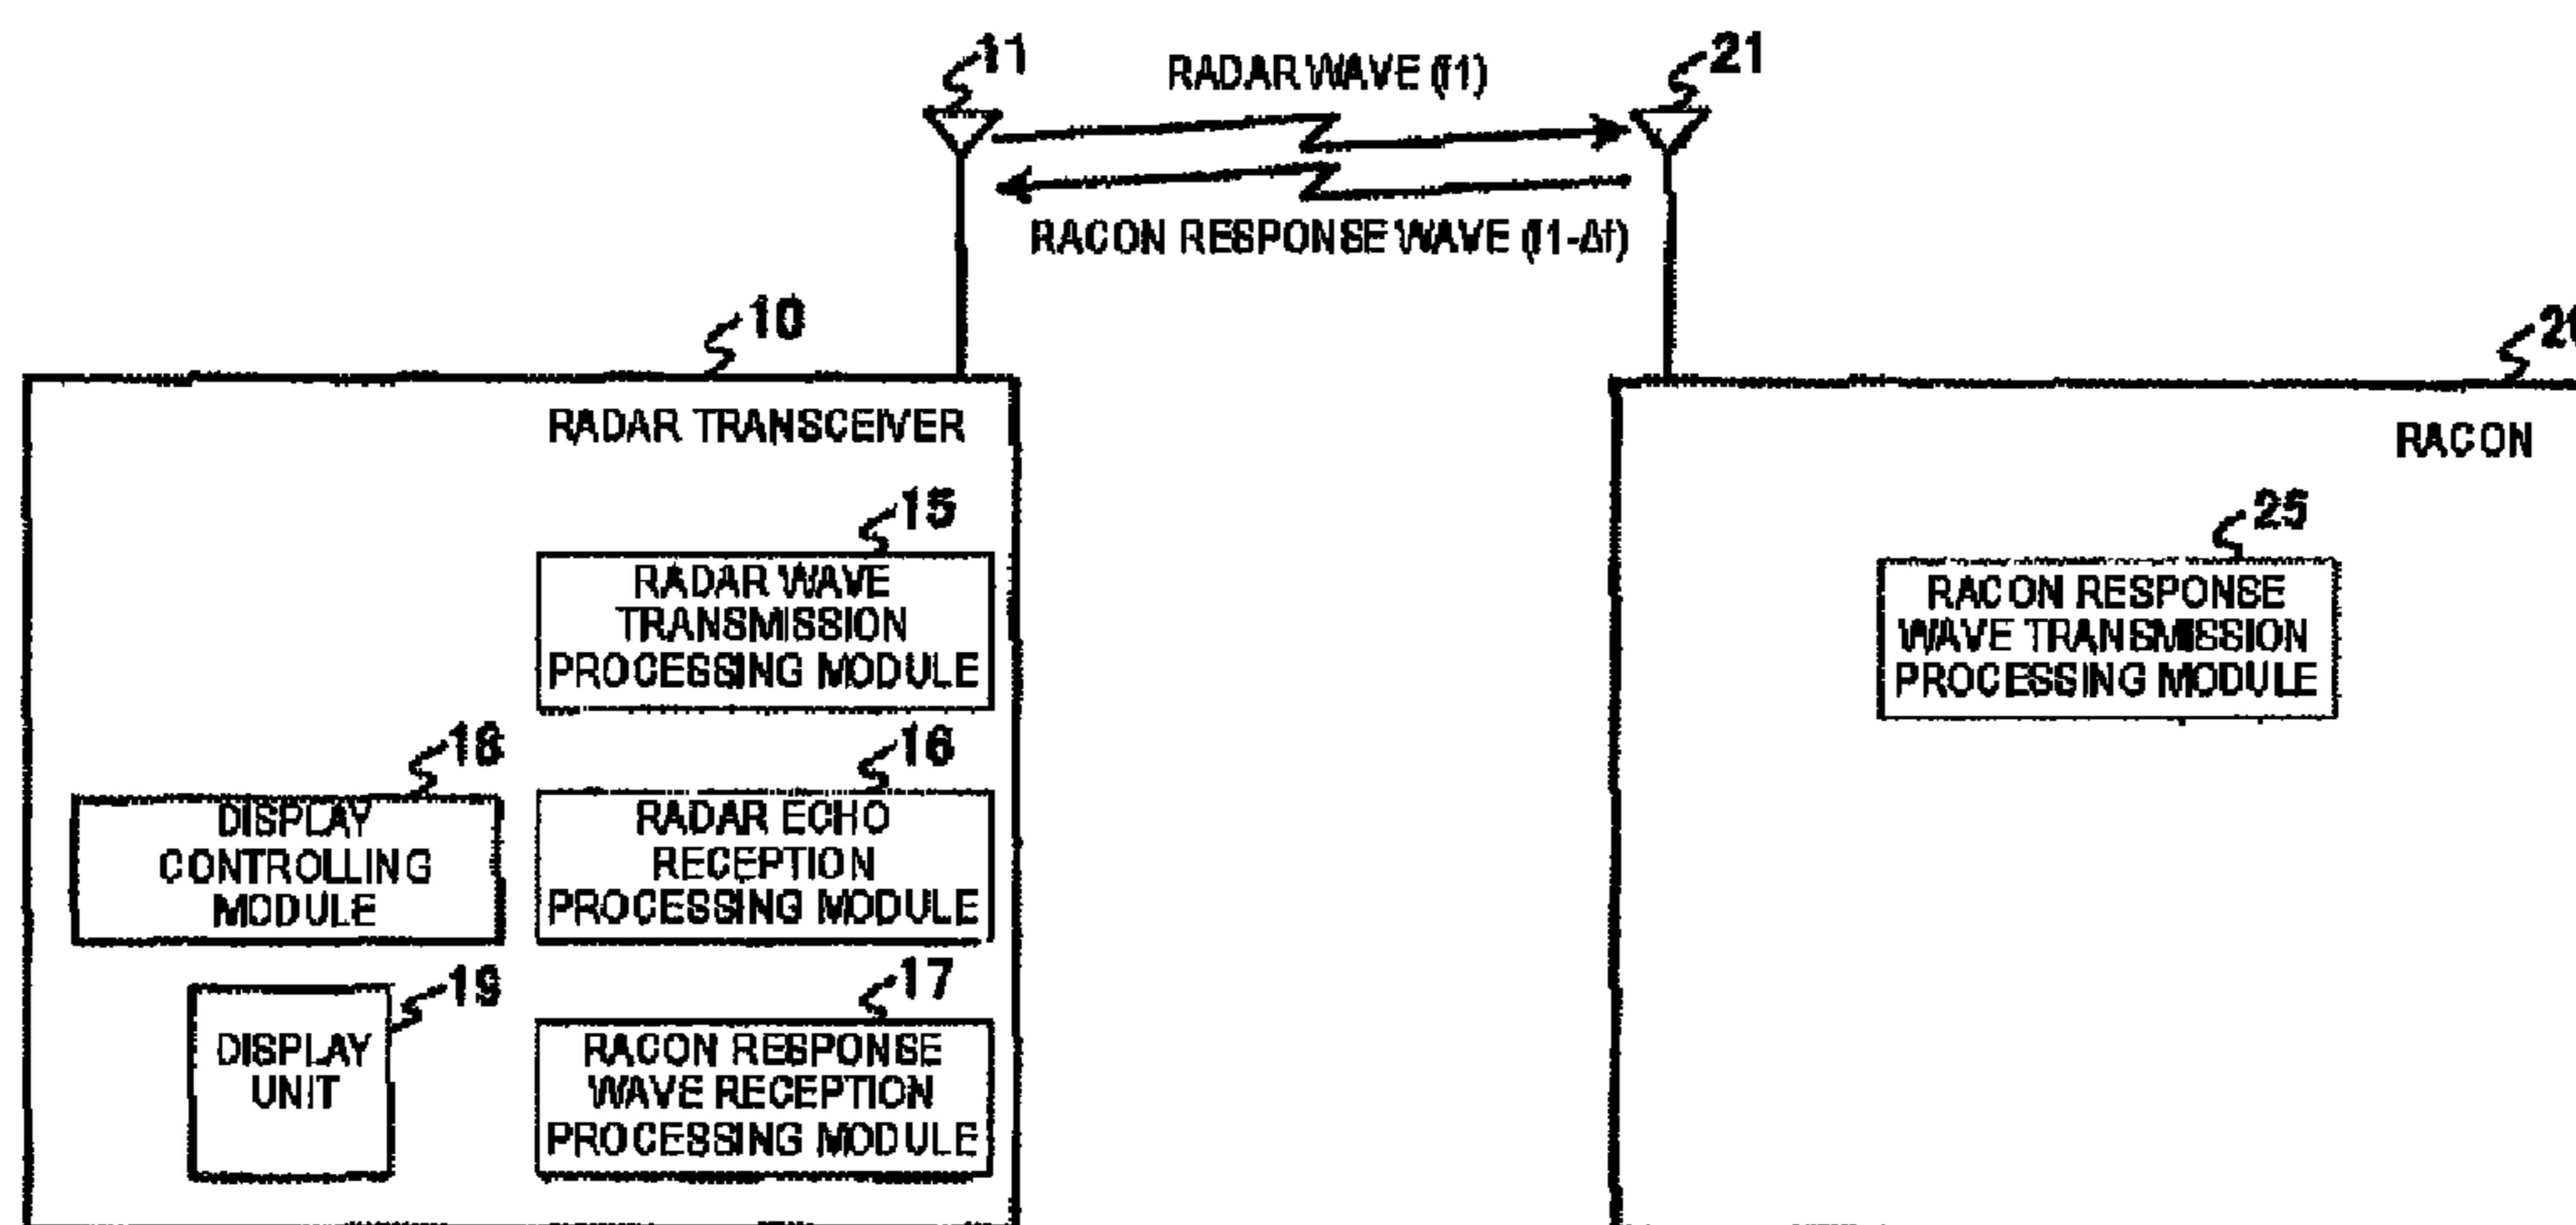 11
RADAR WAVE (f1)
21
RACON RESPONSE WAVE (f1-Δf)
10
RADAR TRANSCEIVER
RACON
15
RADAR WAVE
TRANSMISSION
PROCESSING MODULE
25
RACON RESPONSE
WAVE TRANSMISSION
PROCESSING MODULE
18
DISPLAY
CONTROLLING
MODULE
16
RADAR ECHO
RECEPTION
PROCESSING MODULE
19
DISPLAY
UNIT
17
RACON RESPONSE
WAVE RECEPTION
PROCESSING MODULE